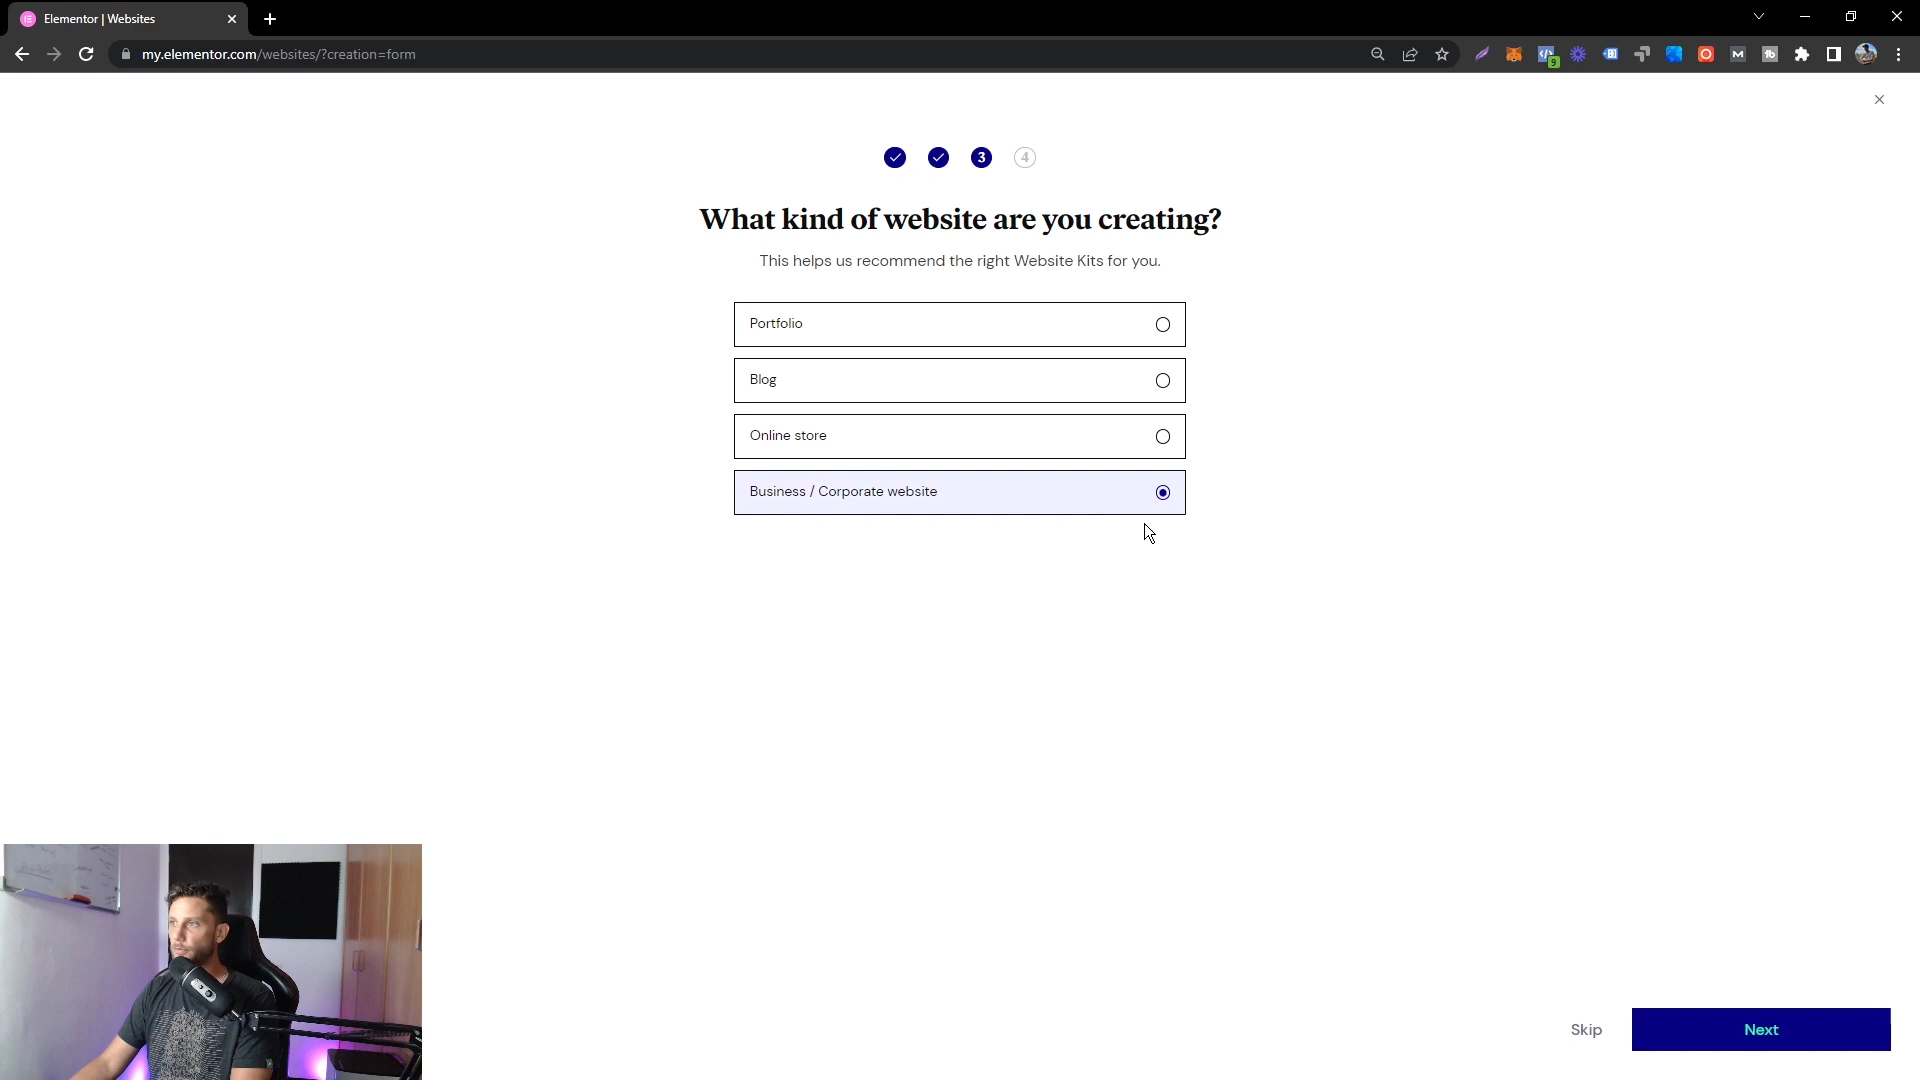 Elementor | Websites
my.elementor.com/websites/?creation=form
9
3
4
What kind of website are you creating?
This helps us recommend the right Website Kits for you.
Portfolio
Blog
Online store
Business / Corporate website
Skip
Next